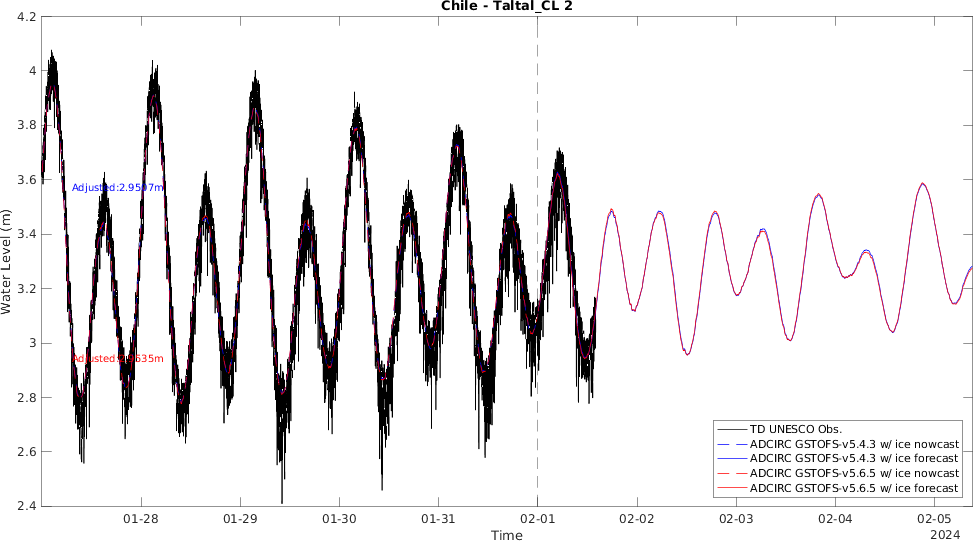 Chile - Taltal_CL 2
4.2
4
3.8
3.6
3.4
3.2
3
2.8
2.6
2.4
Water Level (m)
01-28
01-29
01-30
01-31
02-01
02-02
02-03
02-04
02-05
Time
2024
TD UNESCO Obs.
ADCIRC GSTOFS-v5.4.3 w/ ice nowcast
ADCIRC GSTOFS-v5.4.3 w/ ice forecast
ADCIRC GSTOFS-v5.6.5 w/ ice nowcast
ADCIRC GSTOFS-v5.6.5 w/ ice forecast